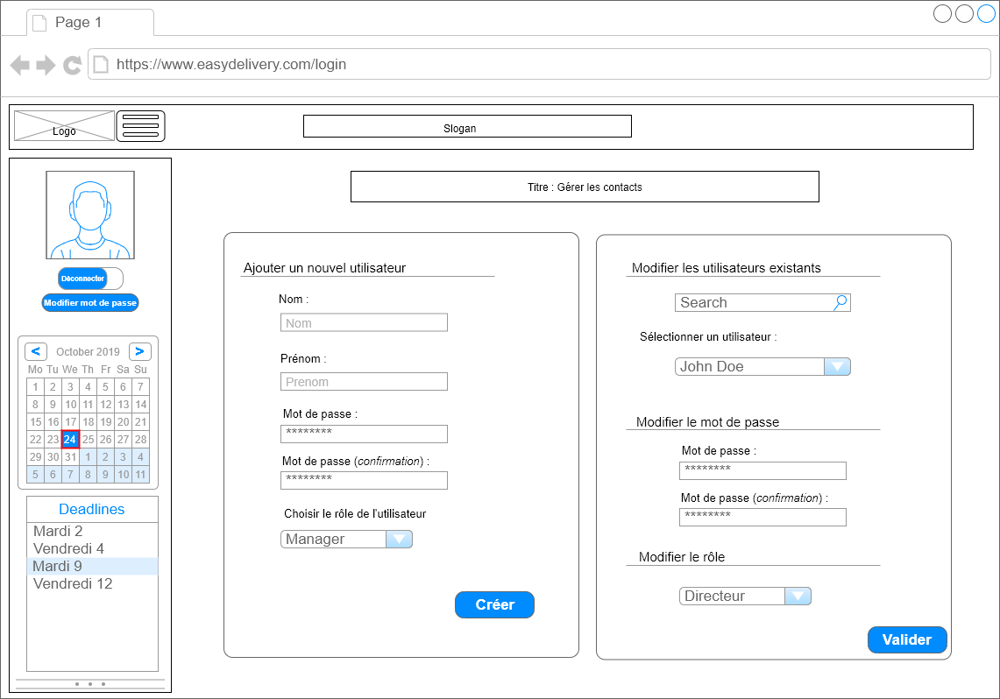 Page 1
https://www.easydelivery.com/login
Logo
Slogan
Titre : Gérer les contacts
Déconnecter
Modifier mot de passe
< October 2019 >
Mo Tu We Th Fr Sa Su
1 2 3 4 5 6 7
8 9 10 11 12 13 14
15 16 17 18 19 20 21
22 23 24 25 26 27 28
29 30 31 1 2 3 4
5 6 7 8 9 10 11
Deadlines
Mardi 2
Vendredi 4
Mardi 9
Vendredi 12
Ajouter un nouvel utilisateur
Nom :
Nom
Prénom :
Prenom
Mot de passe :
********
Mot de passe (confirmation) :
********
Choisir le rôle de l'utilisateur
Manager
Créer
Modifier les utilisateurs existants
Search
Sélectionner un utilisateur :
John Doe
Modifier le mot de passe
Mot de passe :
********
Mot de passe (confirmation) :
********
Modifier le rôle
Directeur
Valider